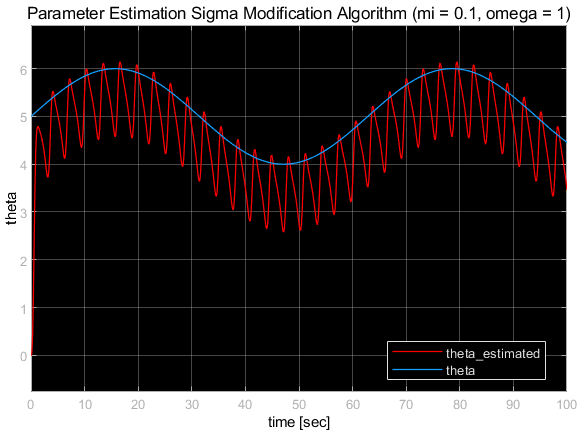 Parameter Estimation Sigma Modification Algorithm (mi = 0.1, omega = 1)
theta
6
5
4
3
2
1
0
theta_estimated
theta
0 10 20 30 40 50 60 70 80 90 100
time [sec]